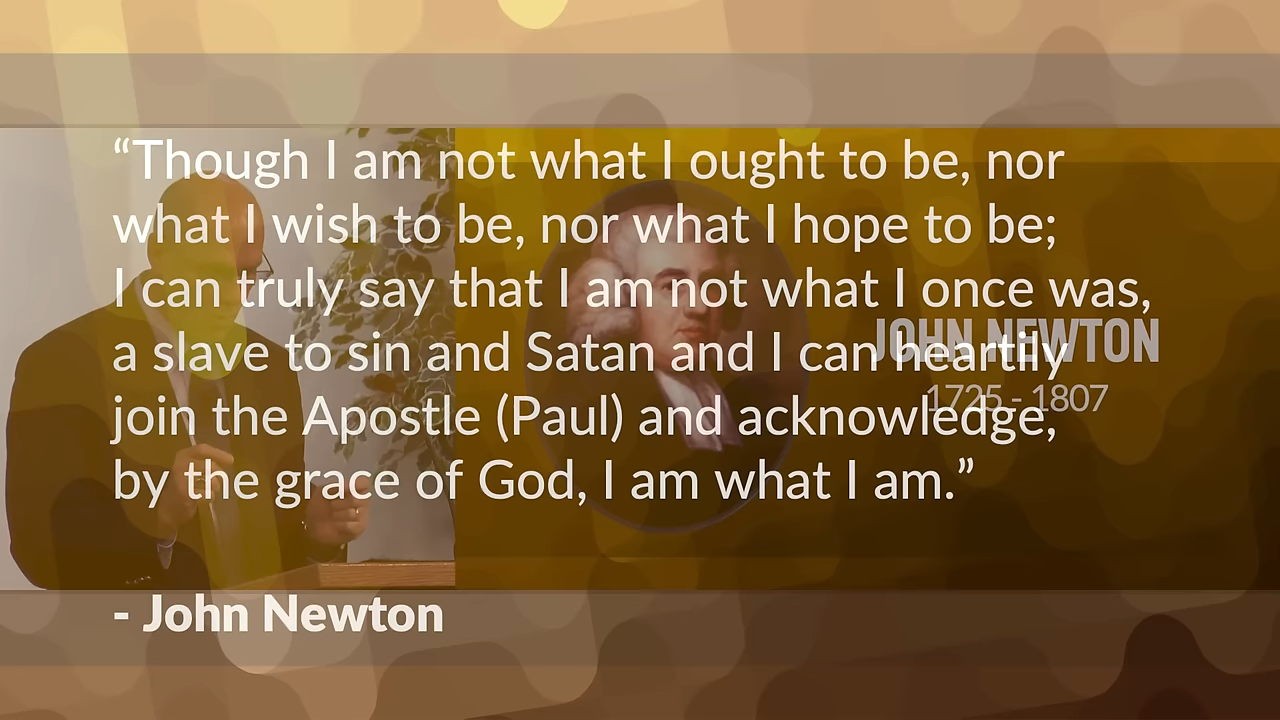 “Though I am not what I ought to be, nor
what I wish to be, nor what I hope to be;
I can truly say that I am not what I once was,
a slave to sin and Satan and I can heartily
join the Apostle (Paul) and acknowledge,
by the grace of God, I am what I am.”
- John Newton
JOHN NEWTON
1725 - 1807